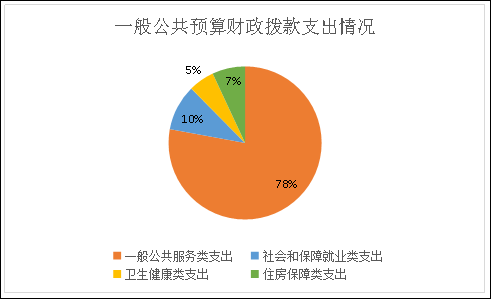 一般公共预算财政拨款支出情况
5%
7%
10%
78%
一般公共服务类支出 社会和保障就业类支出
卫生健康类支出 住房保障类支出